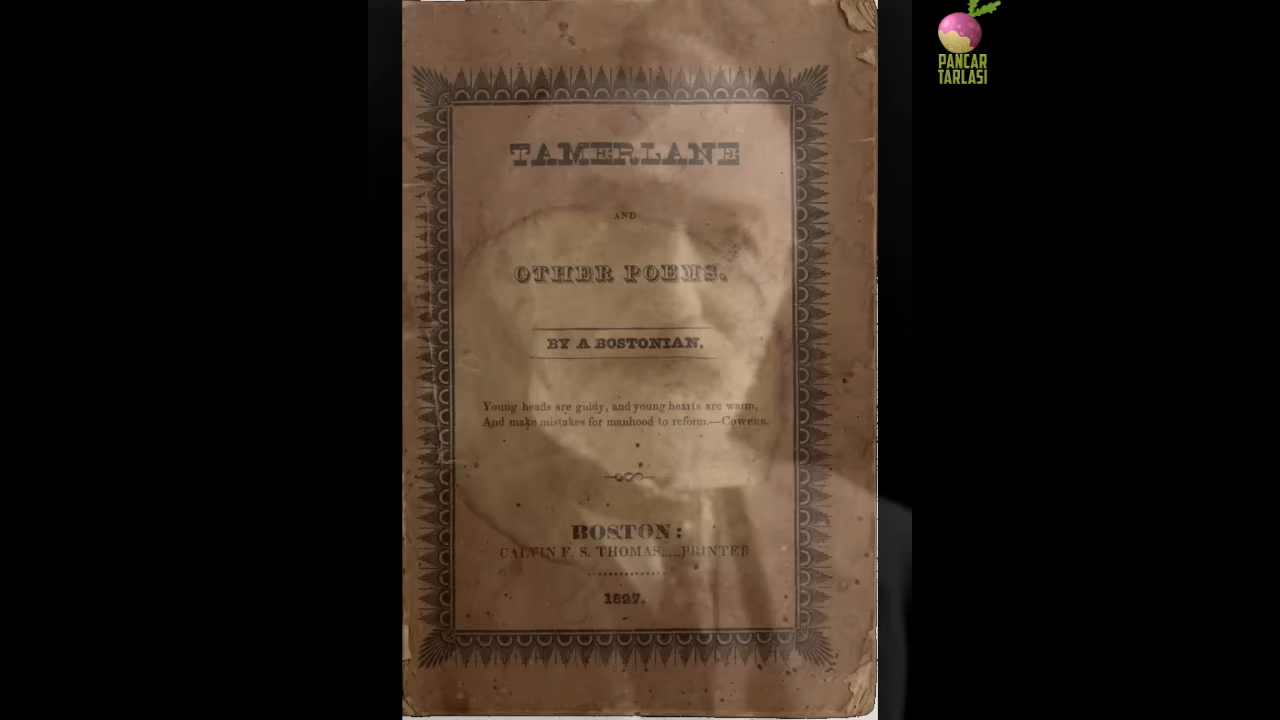 PANCAR
TARLASI
TAMERLANE
AND
OTHER POEMS.
BY A BOSTONIAN.
Young heads are giddy, and young hearts are warm,
And make mistakes for manhood to reform.—COWPER.
BOSTON:
CALVIN F. S. THOMAS.....PRINTER
1827.